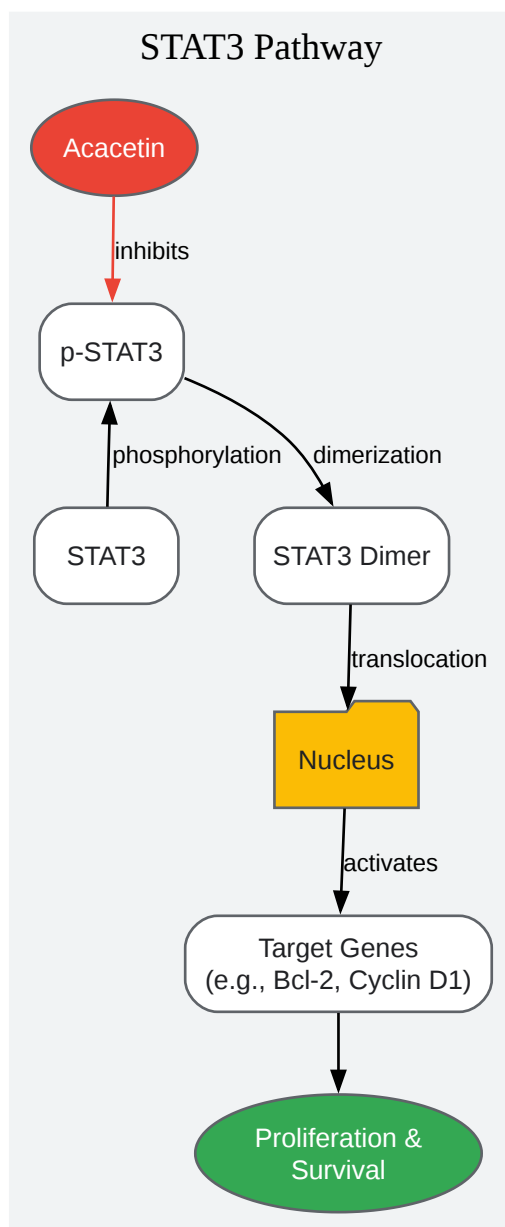 STAT3 Pathway
Acacetin
inhibits
p-STAT3
phosphorylation
dimerization
STAT3
STAT3 Dimer
translocation
Nucleus
activates
Target Genes
(e.g., Bcl-2, Cyclin D1)
Proliferation &
Survival